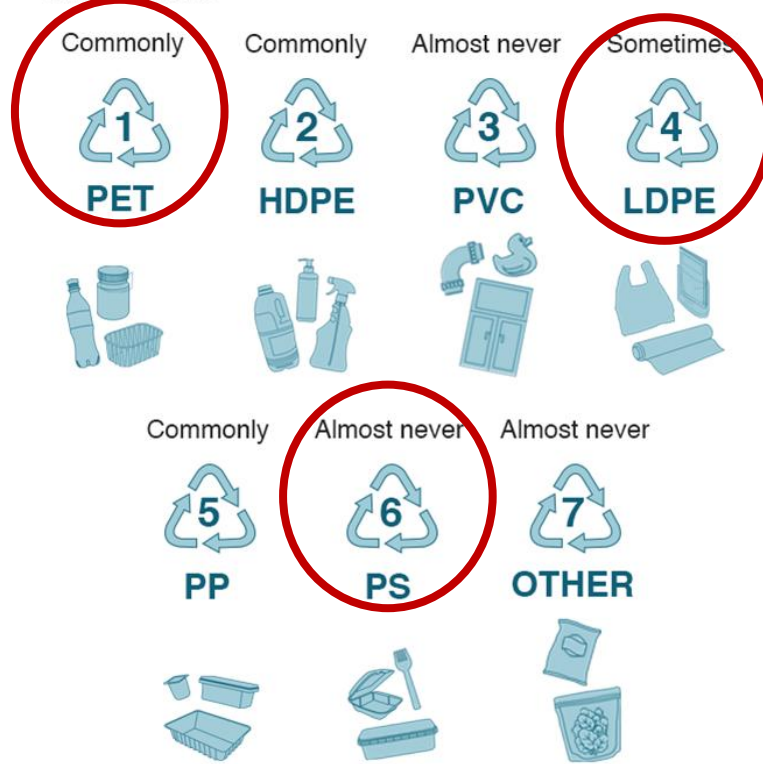 Commonly Commonly Almost never Sometimes
1 2 3 4
PET HDPE PVC LDPE
Commonly Almost never Almost never
5 6 7
PP PS OTHER